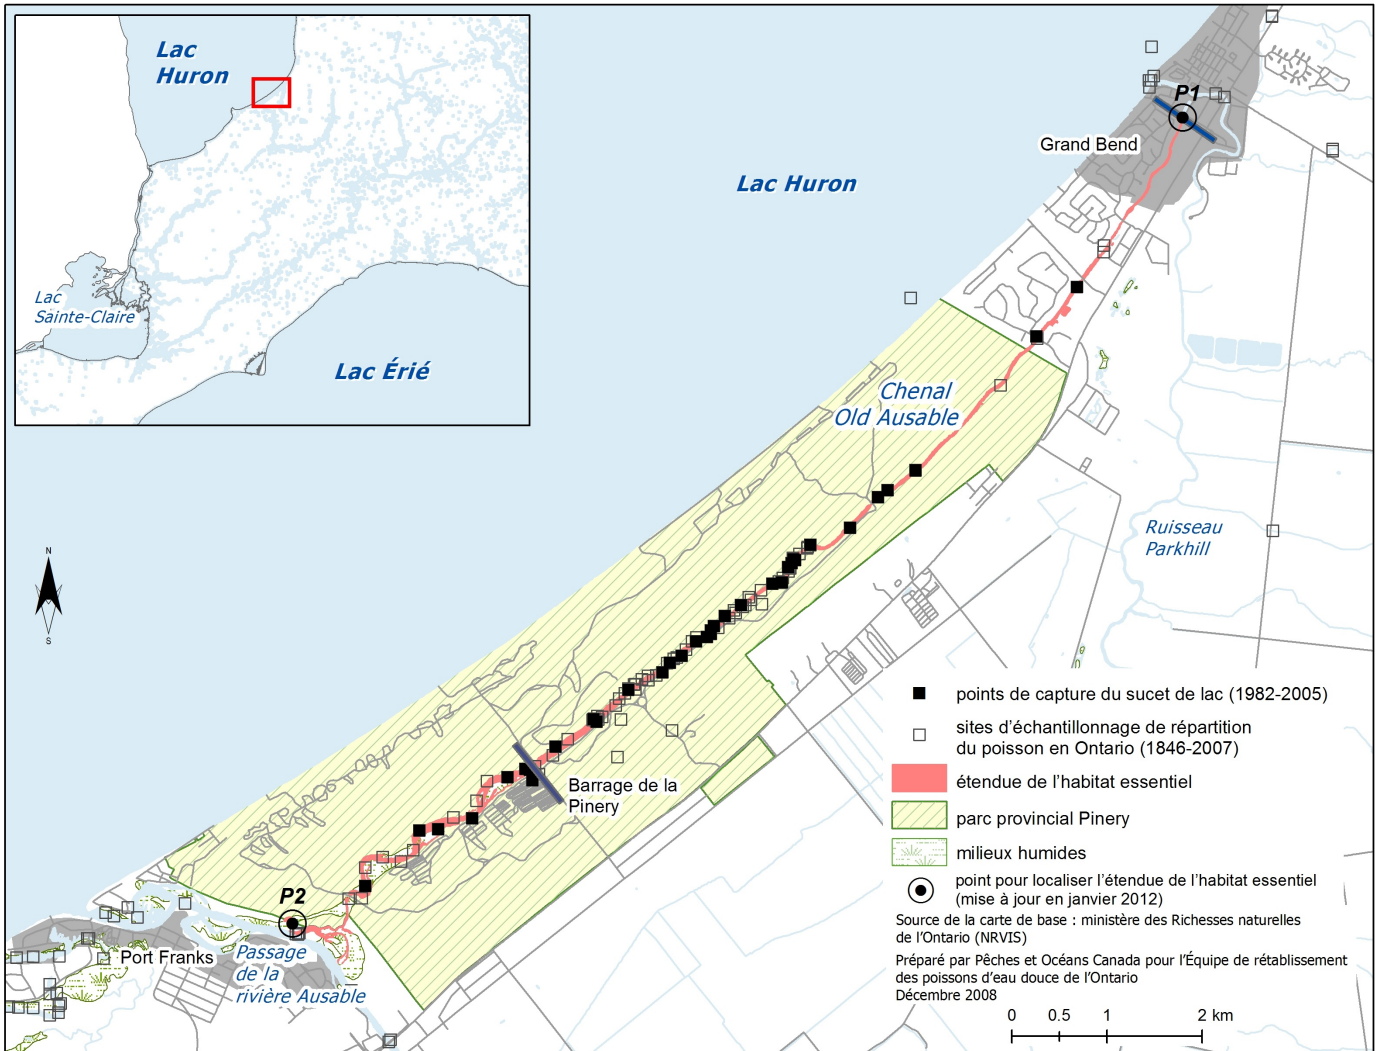 Lac
Huron
Lac
Sainte-Claire
Lac Érié
Lac Huron
P1
Grand Bend
Chenal
Old Ausable
Ruisseau
Parkhill
N
S
Barrage de la
Pinery
P2
Port Franks
Passage
de la
rivière Ausable
points de capture du sucet de lac (1982-2005)
sites d'échantillonnage de répartition
du poisson en Ontario (1846-2007)
étendue de l'habitat essentiel
parc provincial Pinery
milieux humides
point pour localiser l'étendue de l'habitat essentiel
(mise à jour en janvier 2012)
Source de la carte de base : ministère des Richesses naturelles
de l'Ontario (NRVIS)
Préparé par Pêches et Océans Canada pour l'Équipe de rétablissement
des poissons d'eau douce de l'Ontario
Décembre 2008
0 0.5 1 2 km